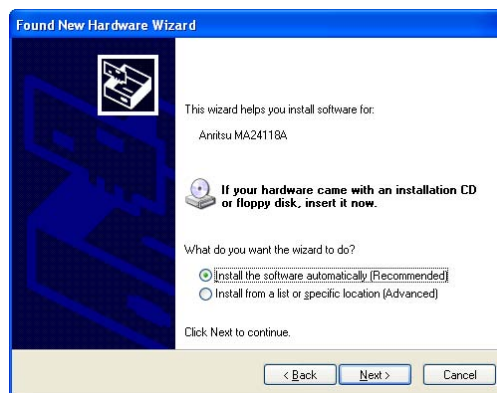 Found New Hardware Wizard
This wizard helps you install software for:
Anritsu MA24118A
If your hardware came with an installation CD
or floppy disk, insert it now.
What do you want the wizard to do?
Install the software automatically (Recommended)
Install from a list or specific location (Advanced)
Click Next to continue.
< Back Next > Cancel